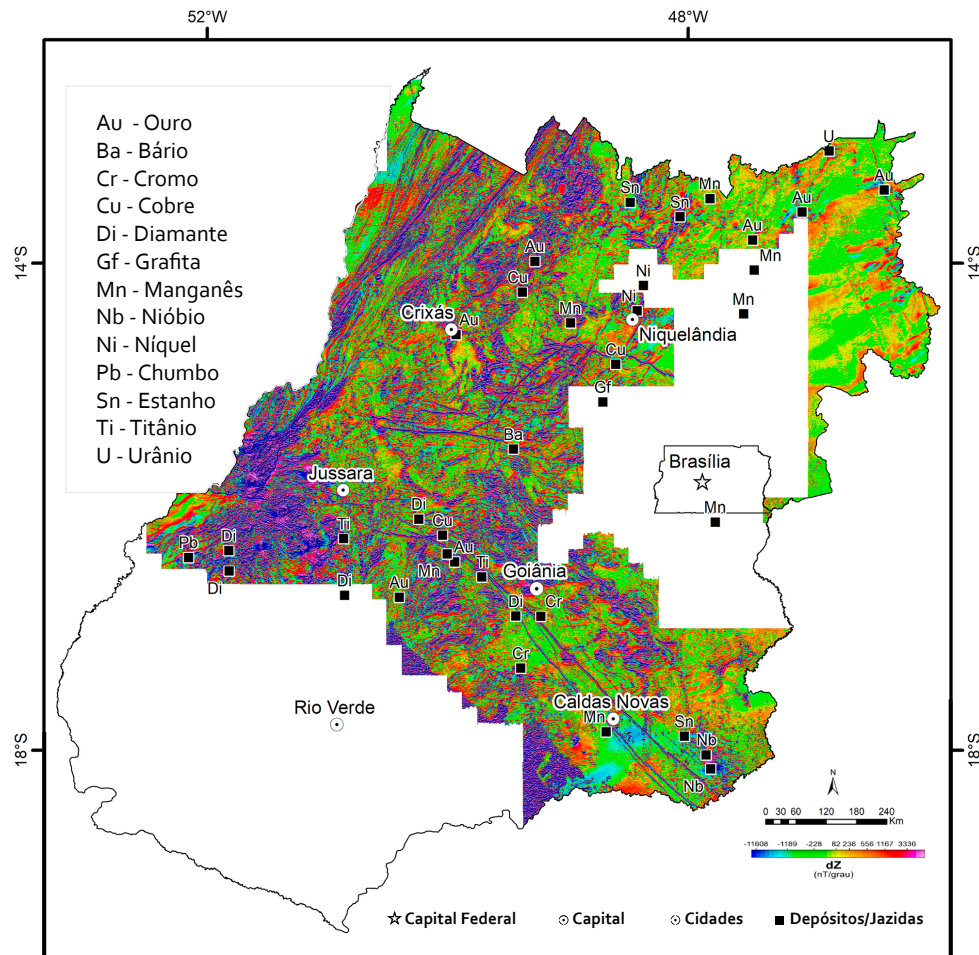 52°W
48°W
Au - Ouro
Ba - Bário
Cr - Cromo
Cu - Cobre
Di - Diamante
Gf - Grafita
Mn - Manganês
Nb - Nióbio
Ni - Níquel
Pb - Chumbo
Sn - Estanho
Ti - Titânio
U - Urânio
U
Sn
Mn
Au
Sn
Au
Au
14°S
14°S
Au
Mn
Cu
Ni
Ni
Mn
Crixás
Au
Mn
Niquelândia
Cu
Gf
Ba
Brasília
Jussara
Mn
Di
Cu
Ti
Pb
Di
Au
Mn
Ti
Goiânia
Di
Di
Au
Di
Cr
Cr
Rio Verde
Caldas Novas
Mn
Sn
Nb
18°S
18°S
Nb
N
0 30 60 120 180 240
Km
-11608 -1189 -228 82 236 556 1167 3336
dZ
(nT/grau)
Capital Federal
Capital
Cidades
Depósitos/Jazidas